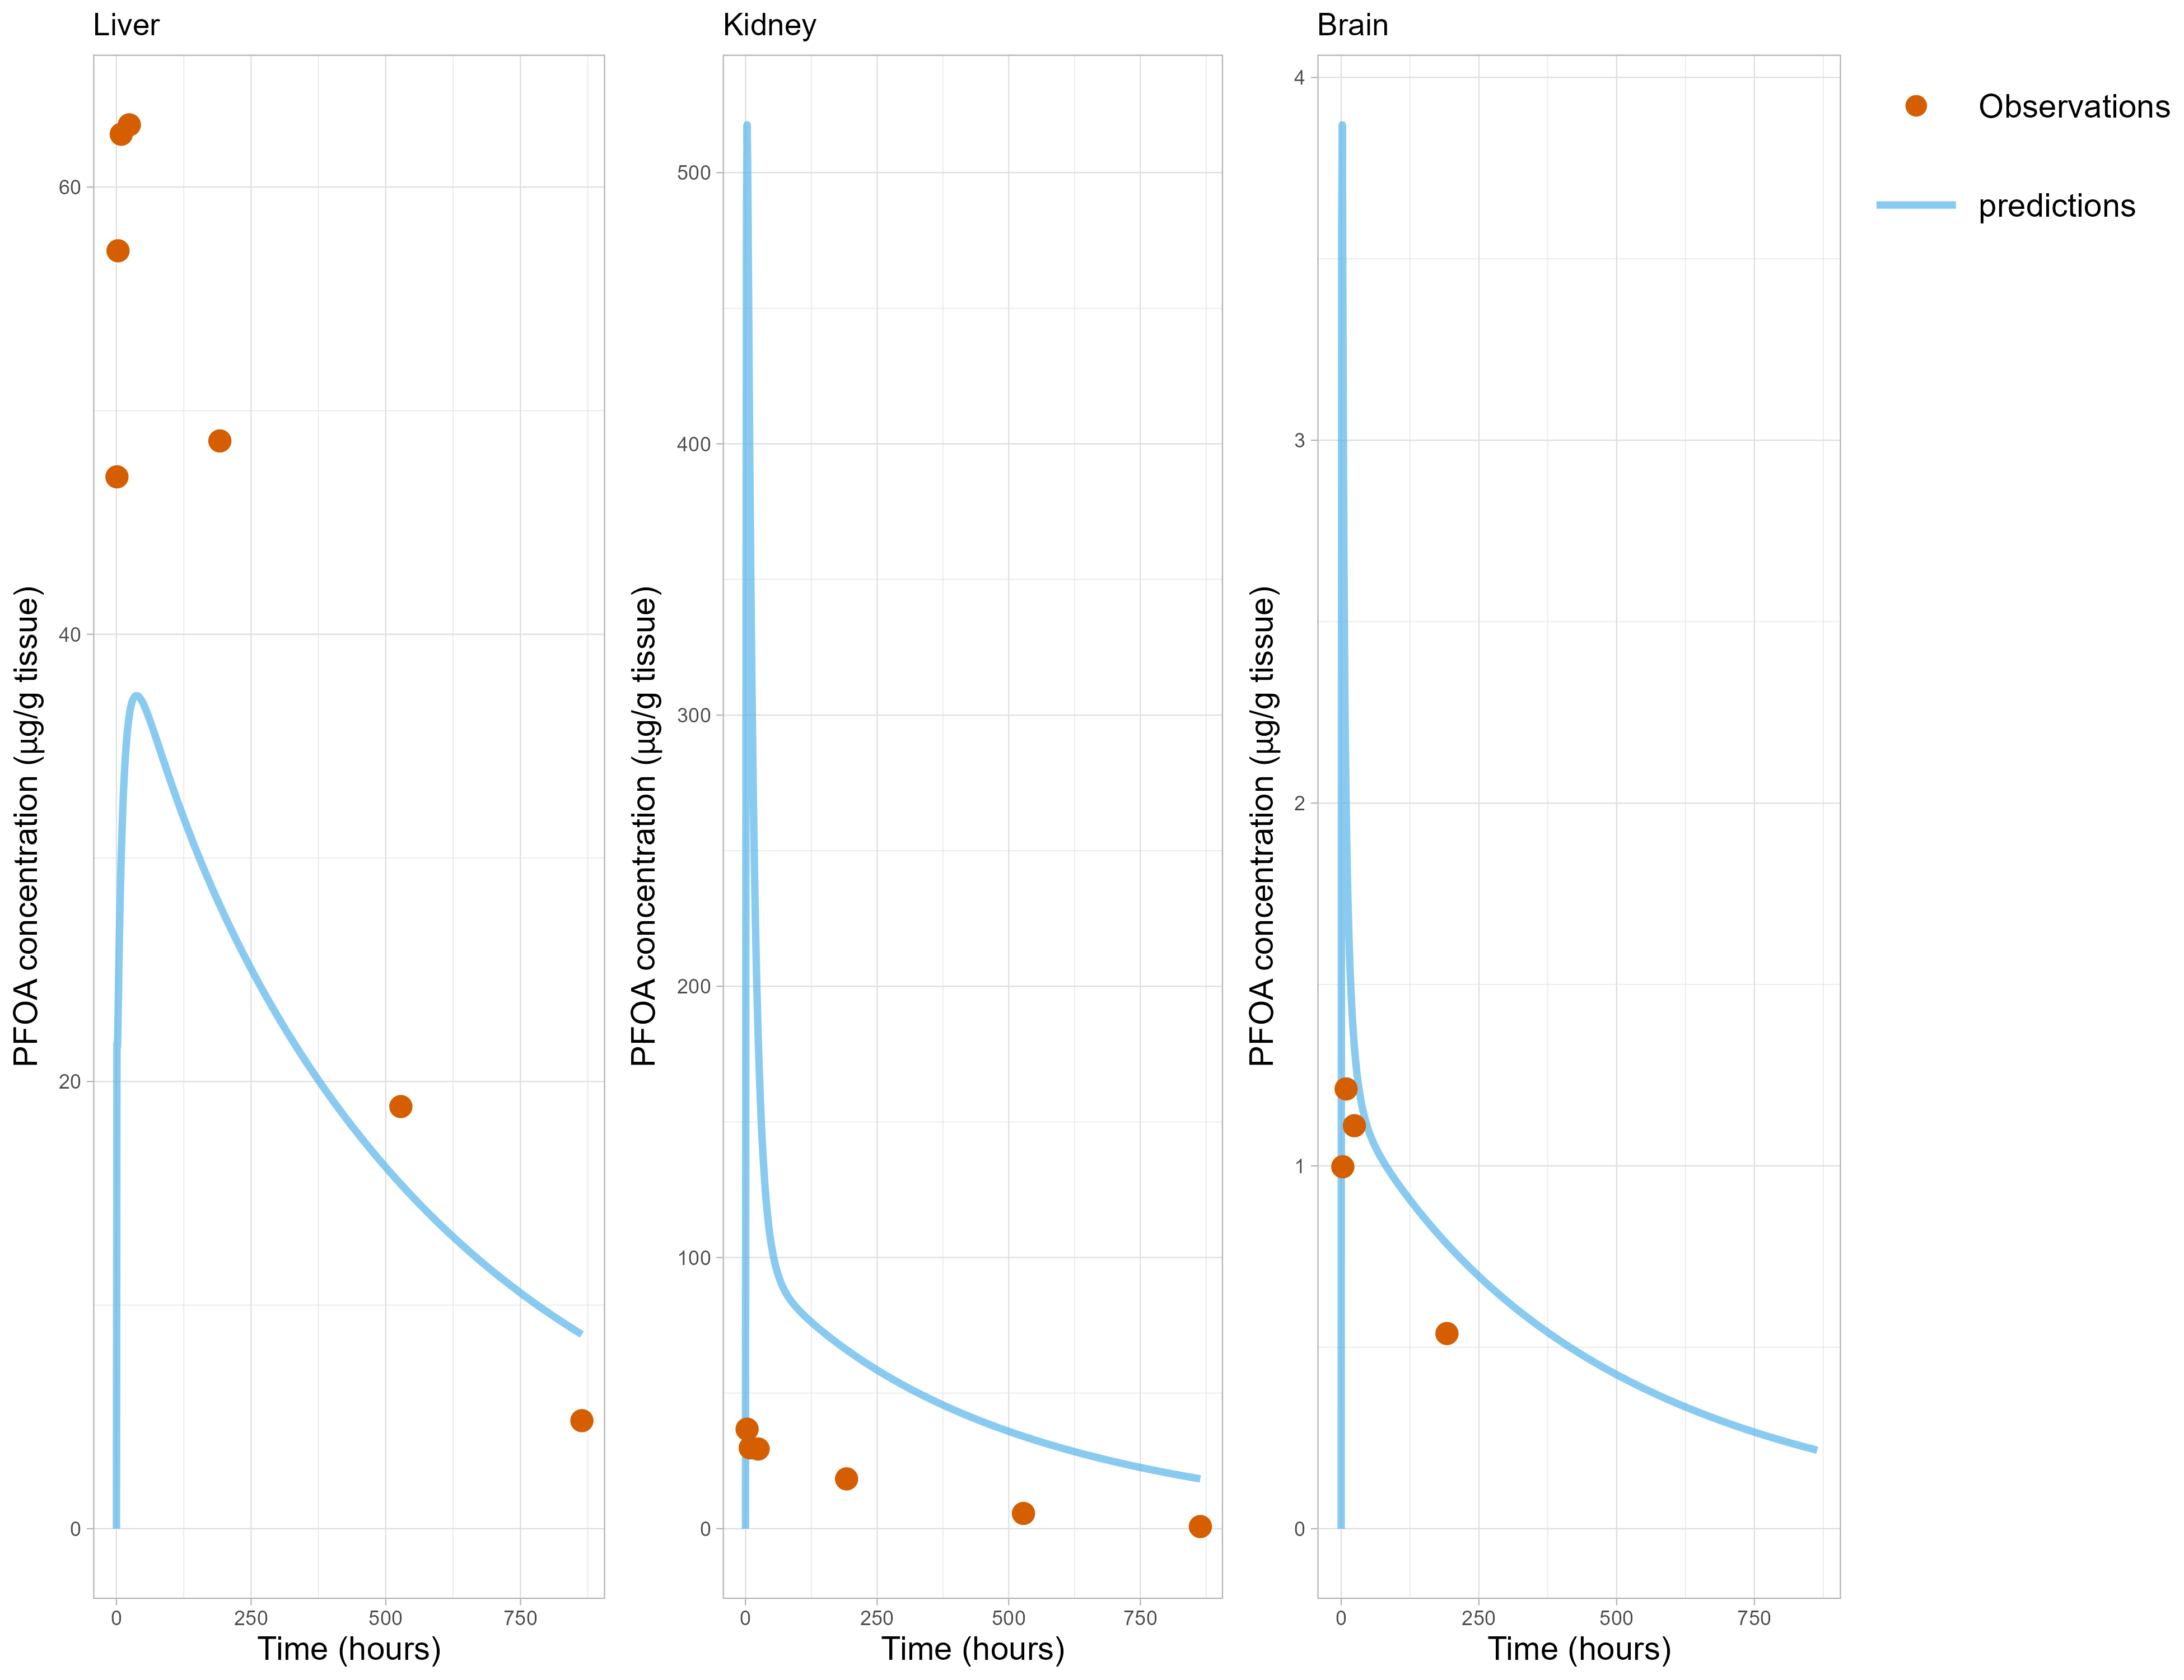 Liver
Kidney
Brain
PFOA concentration (µg/g tissue)
60
40
20
0
0 250 500 750
Time (hours)
PFOA concentration (µg/g tissue)
500
400
300
200
100
0
0 250 500 750
Time (hours)
PFOA concentration (µg/g tissue)
4
3
2
1
0
0 250 500 750
Time (hours)
Observations
predictions